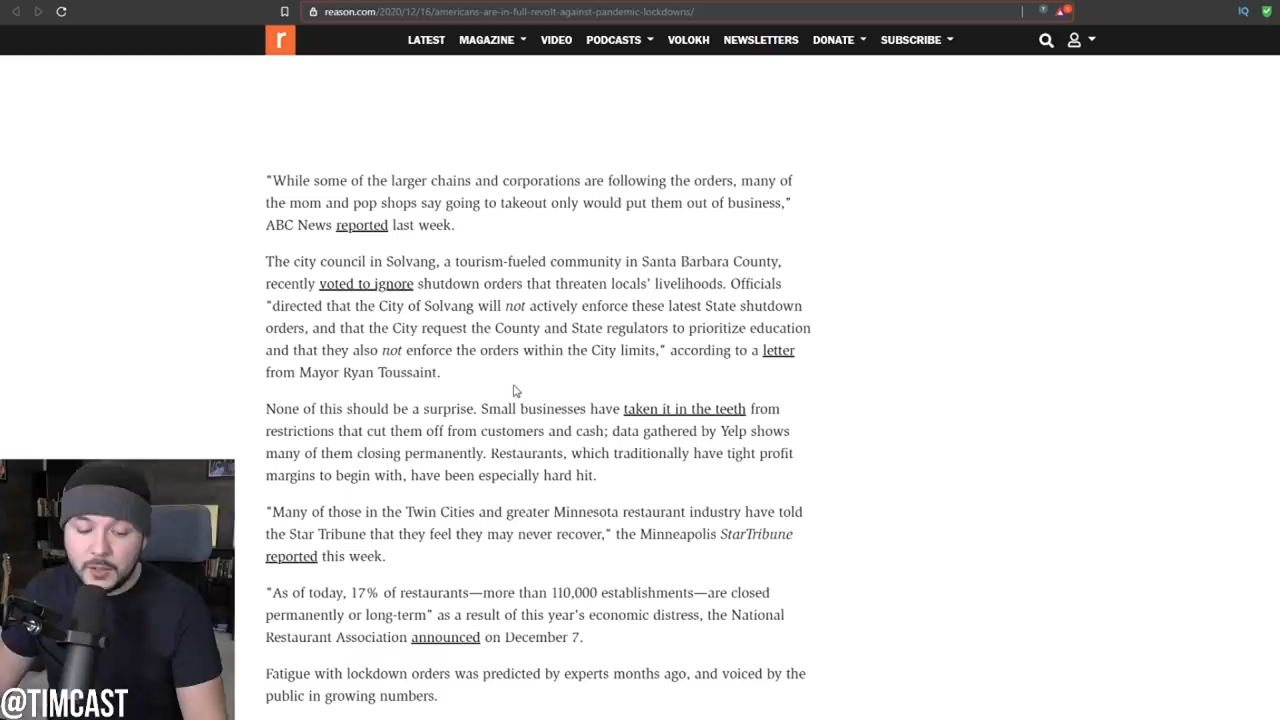 reason.com/2020/12/16/americans-are-in-full-revolt-against-pandemic-lockdowns/
IQ
r
LATEST MAGAZINE VIDEO PODCASTS VOLOKH NEWSLETTERS DONATE SUBSCRIBE
"While some of the larger chains and corporations are following the orders, many of
the mom and pop shops say going to takeout only would put them out of business,"
ABC News reported last week.
The city council in Solvang, a tourism-fueled community in Santa Barbara County,
recently voted to ignore shutdown orders that threaten locals' livelihoods. Officials
"directed that the City of Solvang will not actively enforce these latest State shutdown
orders, and that the City request the County and State regulators to prioritize education
and that they also not enforce the orders within the City limits," according to a letter
from Mayor Ryan Toussaint.
None of this should be a surprise. Small businesses have taken it in the teeth from
restrictions that cut them off from customers and cash; data gathered by Yelp shows
many of them closing permanently. Restaurants, which traditionally have tight profit
margins to begin with, have been especially hard hit.
"Many of those in the Twin Cities and greater Minnesota restaurant industry have told
the Star Tribune that they feel they may never recover," the Minneapolis StarTribune
reported this week.
"As of today, 17% of restaurants—more than 110,000 establishments—are closed
permanently or long-term" as a result of this year's economic distress, the National
Restaurant Association announced on December 7.
Fatigue with lockdown orders was predicted by experts months ago, and voiced by the
public in growing numbers.
@TIMCAST